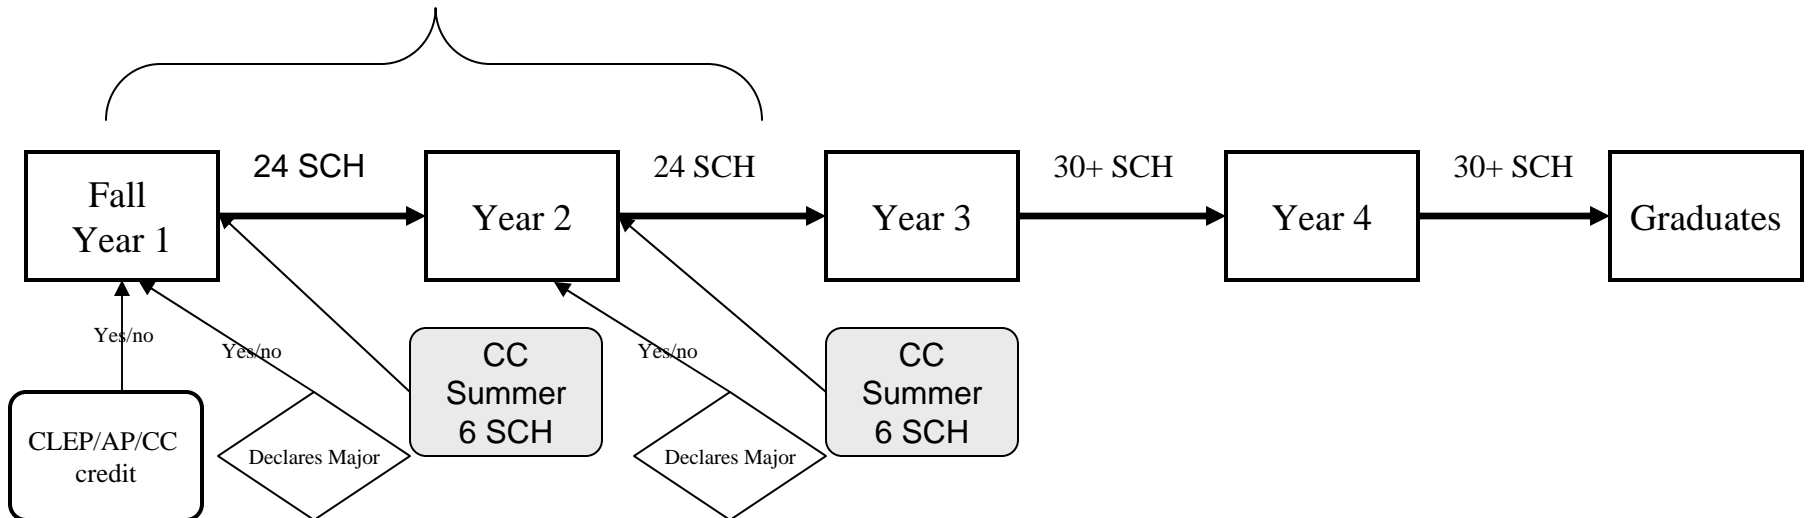 24 SCH
24 SCH
30+ SCH
30+ SCH
Fall
Year 1
Year 2
Year 3
Year 4
Graduates
Yes/no
Yes/no
Yes/no
CC
Summer
6 SCH
CC
Summer
6 SCH
CLEP/AP/CC
credit
Declares Major
Declares Major